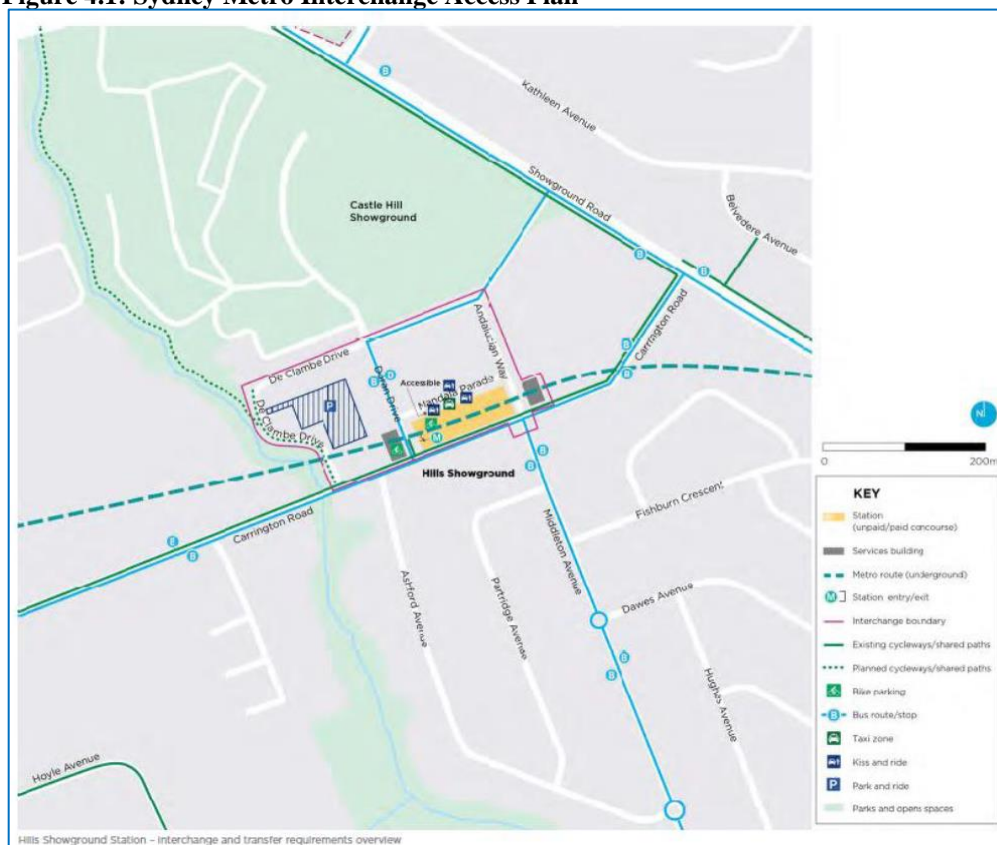 Figure 4.1: Sydney Metro Interchange Access Plan
B
Kathleen Avenue
Showground Road
Belvedere Avenue
Castle Hill
Showground
B
B
Carrington Road
Andalucian Way
B
B
De Clambe Drive
Doran Drive
B
Accessible
Mandala Parade
P
De Clambe Drive
M
Hills Showground
B
B
N
0
200m
Fishburn Crescent
Carrington Road
B
B
Middleton Avenue
Ashford Avenue
Partridge Avenue
Dawes Avenue
B
B
Hughes Avenue
Hoyle Avenue
KEY
Station
(unpaid/paid concourse)
Services building
Metro route (underground)
M Station entry/exit
Interchange boundary
Existing cycleways/shared paths
Planned cycleways/shared paths
Bike parking
B Bus route/stop
Taxi zone
Kiss and ride
P Park and ride
Parks and opens spaces
Hills Showground Station – interchange and transfer requirements overview